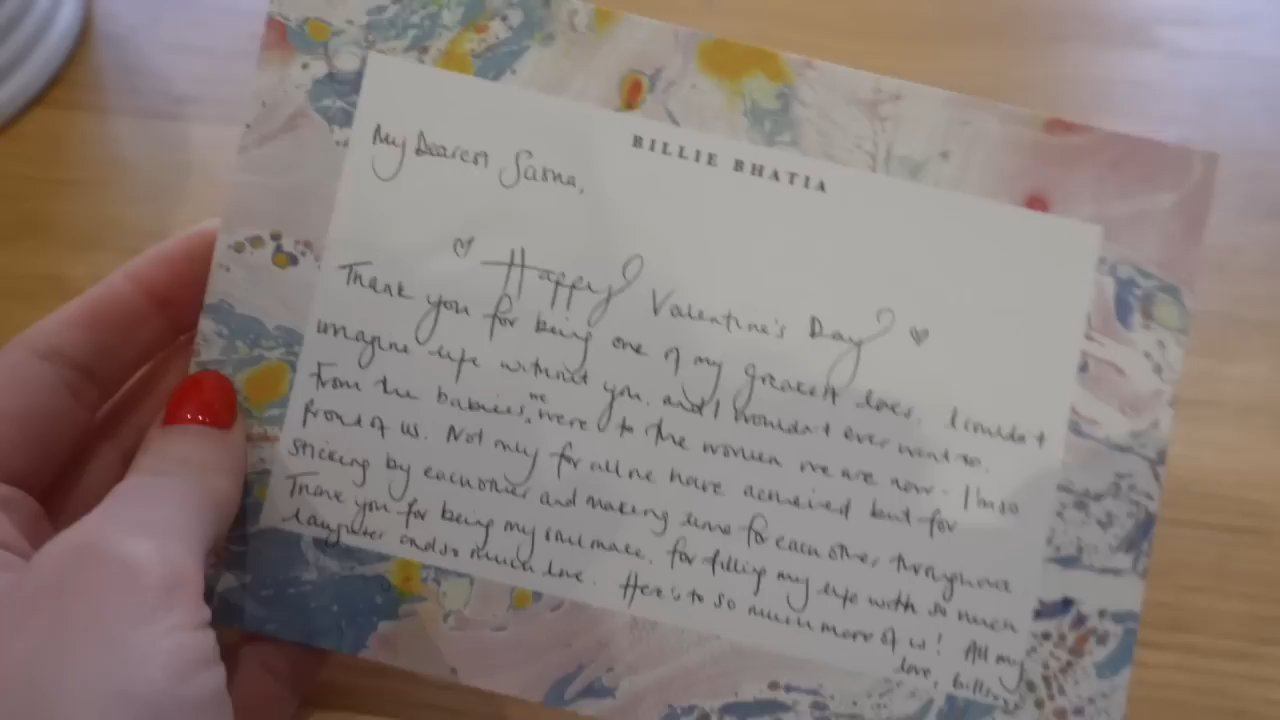 BILLIE BHATIA
My Dearest Sasha,
Happy Valentine's Day
Thank you for being one of my greatest loves. I couldn't
imagine life without you, and I wouldn't ever want to.
From the babies, we were to the women we are now. I'm so
proud of us. Not only for all we have achieved but for
sticking by eachother and making time for each other throughout
Thank you for being my soulmate, for filling my life with so much
laughter and so much love. Here's to so much more of us! All my
love, billie